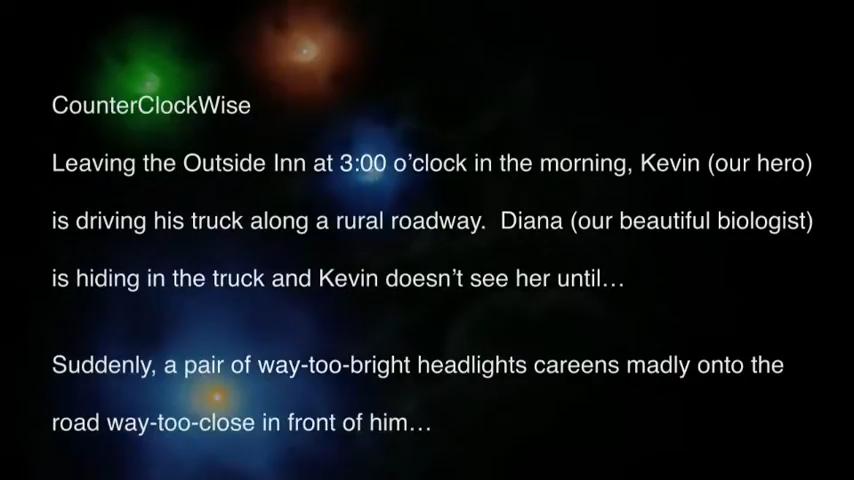 CounterClockWise
Leaving the Outside Inn at 3:00 o’clock in the morning, Kevin (our hero)
is driving his truck along a rural roadway.  Diana (our beautiful biologist)
is hiding in the truck and Kevin doesn’t see her until…
Suddenly, a pair of way-too-bright headlights careens madly onto the
road way-too-close in front of him…